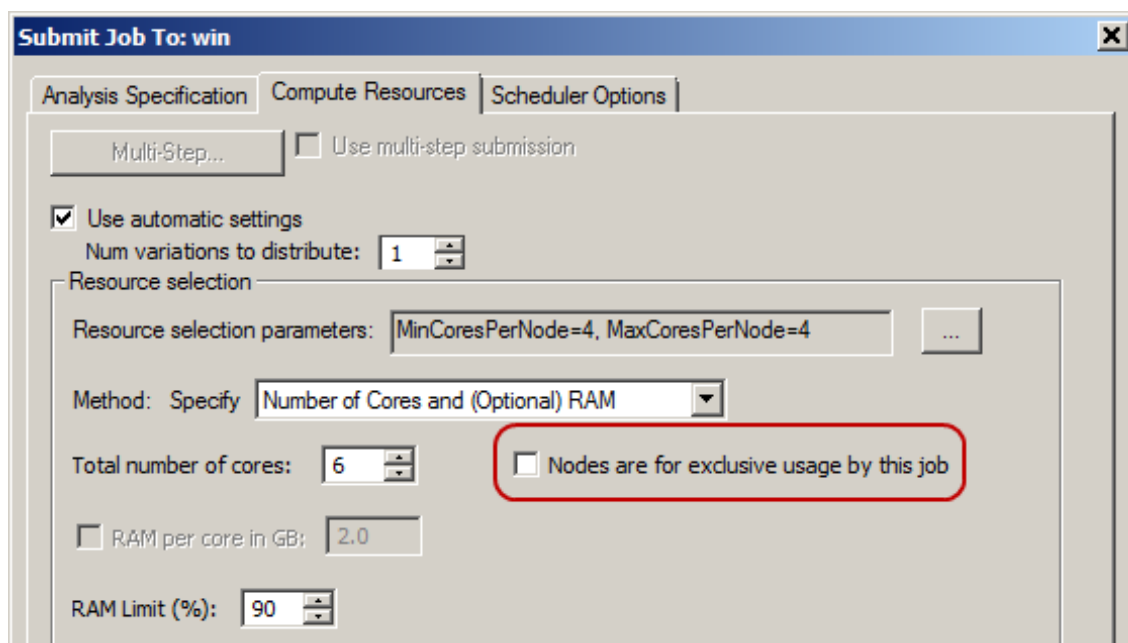 Submit Job To: win
Analysis Specification Compute Resources Scheduler Options
Multi-Step... Use multi-step submission
Use automatic settings
Num variations to distribute: 1
Resource selection
Resource selection parameters: MinCoresPerNode=4, MaxCoresPerNode=4 ...
Method: Specify Number of Cores and (Optional) RAM
Total number of cores: 6 Nodes are for exclusive usage by this job
RAM per core in GB: 2.0
RAM Limit (%): 90